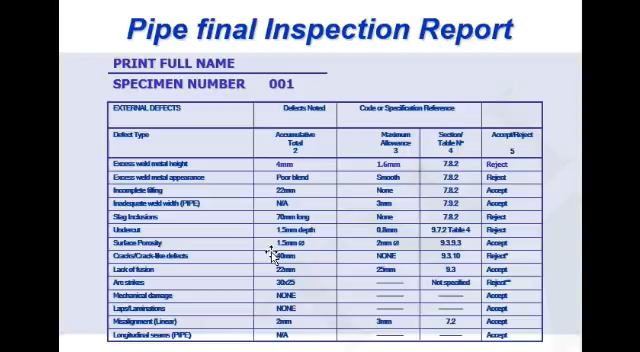 Pipe final Inspection Report
PRINT FULL NAME
SPECIMEN NUMBER 001
EXTERNAL DEFECTS Defects Noted Code or Specification Reference
Defect Type Accumulative Total 2 Maximum Allowance 3 Section/ Table N° 4 Accept/Reject 5
Excess weld metal height 4mm 1.6mm 7.8.2 Reject
Excess weld metal appearance Poor blend Smooth 7.8.2 Reject
Incomplete filling 22mm None 7.8.2 Accept
Inadequate weld width (PIPE) N/A 3mm 7.9.2 Accept
Slag Inclusions 70mm long None 7.8.2 Reject
Undercut 1.5mm depth 0.8mm 9.7.2 Table 4 Reject
Surface Porosity 1.5mm Ø 2mm Ø 9.3.9.3 Accept
Cracks/Crack-like defects 40mm NONE 9.3.10 Reject*
Lack of fusion 22mm 25mm 9.3 Accept
Arc strikes 30x25 ——— Not specified Reject**
Mechanical damage NONE ——— ——— Accept
Laps/Laminations NONE ——— ——— Accept
Misalignment (Linear) 2mm 3mm 7.2 Accept
Longitudinal seams (PIPE) N/A ——— ——— Accept